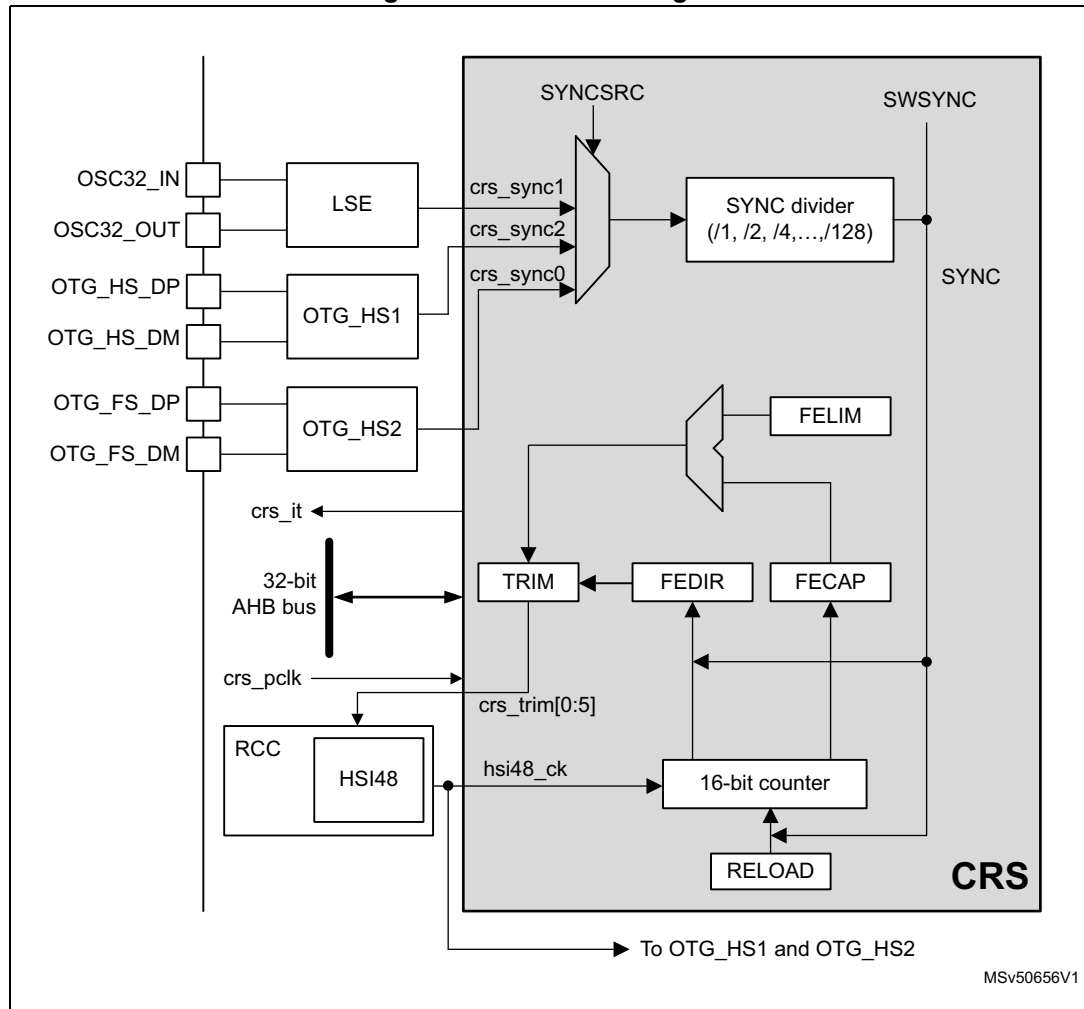 SYNCSRC
SWSYNC
OSC32_IN
OSC32_OUT
LSE
crs_sync1
SYNC divider
(/1, /2, /4,…,/128)
crs_sync2
OTG_HS_DP
OTG_HS_DM
OTG_HS1
crs_sync0
SYNC
OTG_FS_DP
OTG_FS_DM
OTG_HS2
FELIM
crs_it
32-bit
AHB bus
TRIM
FEDIR
FECAP
crs_pclk
crs_trim[0:5]
RCC
HSI48
hsi48_ck
16-bit counter
RELOAD
CRS
To OTG_HS1 and OTG_HS2
MSv50656V1